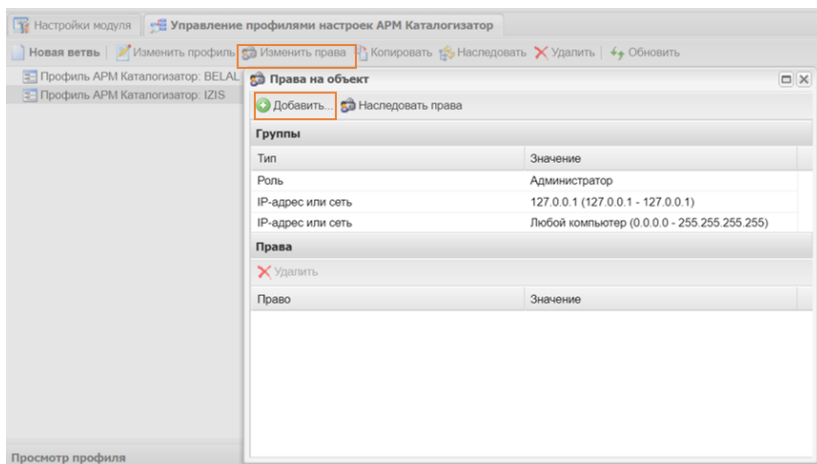 Настройки модуля Управление профилями настроек АРМ Каталогизатор
Новая ветвь Изменить профиль Изменить права Копировать Наследовать Удалить Обновить
Профиль АРМ Каталогизатор: BELAL
Профиль АРМ Каталогизатор: IZIS
Права на объект
Добавить... Наследовать права
Группы
Тип Значение
Роль Администратор
IP-адрес или сеть 127.0.0.1 (127.0.0.1 - 127.0.0.1)
IP-адрес или сеть Любой компьютер (0.0.0.0 - 255.255.255.255)
Права
Удалить
Право Значение
Просмотр профиля